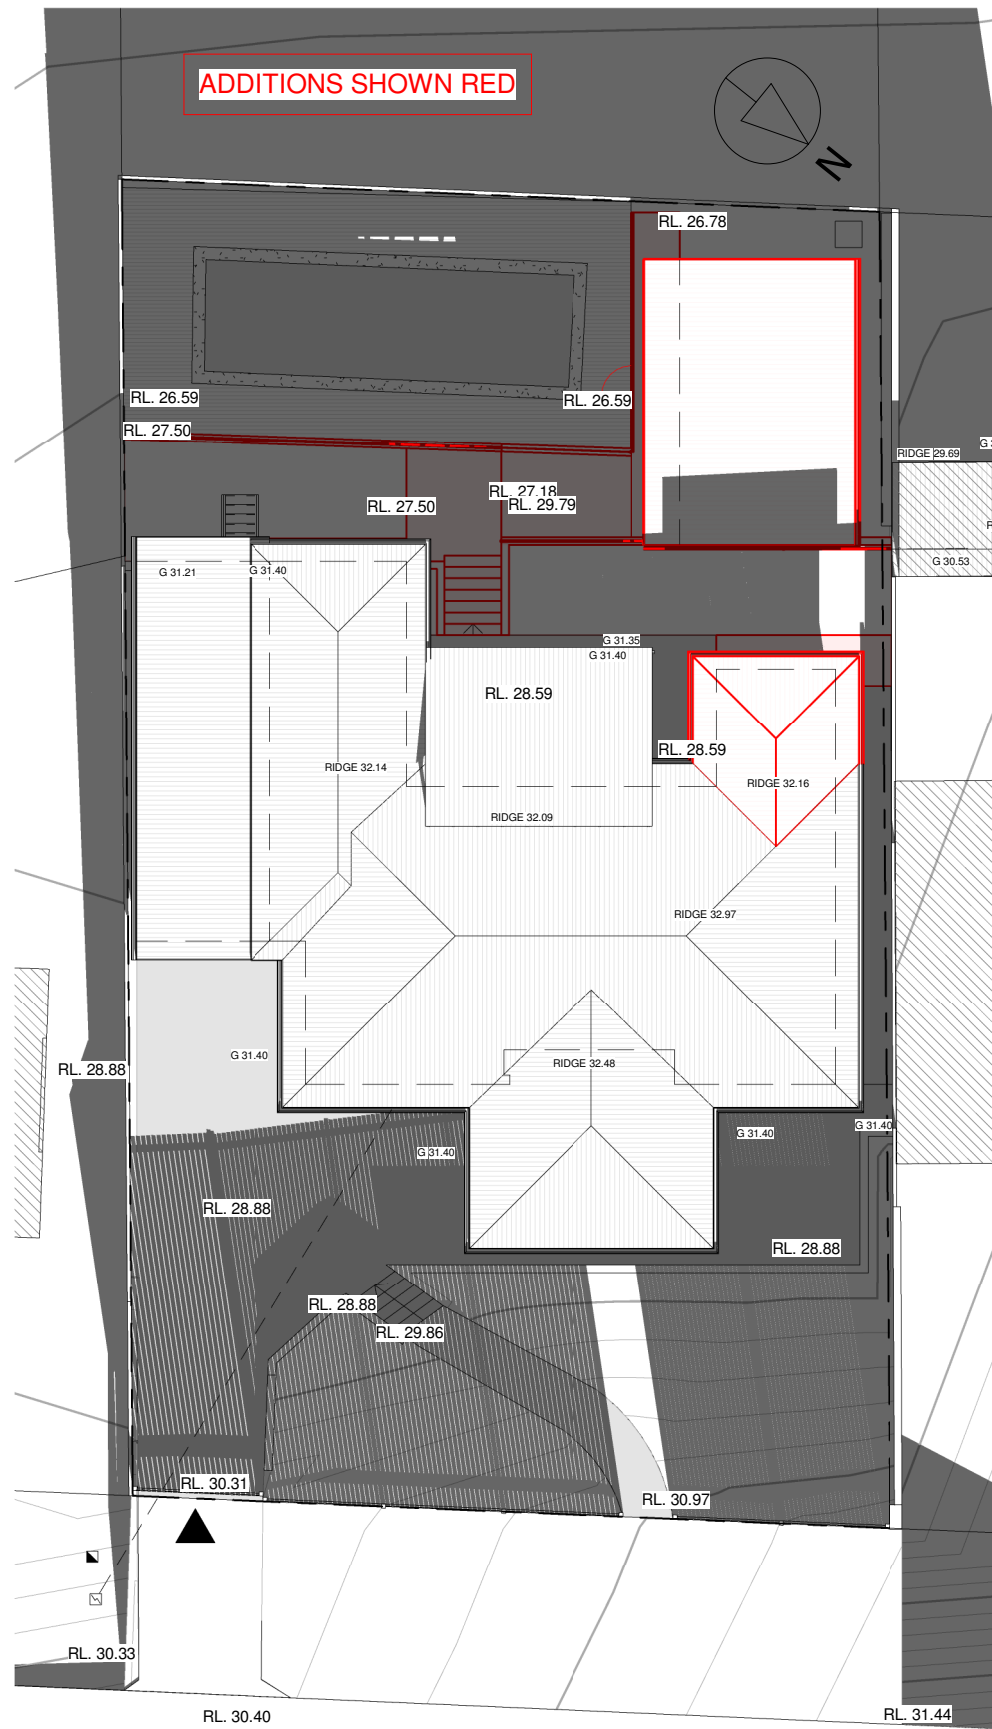 ADDITIONS SHOWN RED
N
RL. 26.78
RL. 26.59
RL. 26.59
RL. 27.50
G 3
RIDGE 29.69
RL. 27.18
RL. 27.50
RL. 29.79
R
G 31.21
G 31.40
G 30.53
G 31.35
G 31.40
RL. 28.59
RL. 28.59
RIDGE 32.14
RIDGE 32.16
RIDGE 32.09
RIDGE 32.97
G 31.40
RIDGE 32.48
RL. 28.88
G 31.40
G 31.40
G 31.40
RL. 28.88
RL. 28.88
RL. 28.88
RL. 29.86
RL. 30.31
RL. 30.97
RL. 30.33
RL. 30.40
RL. 31.44